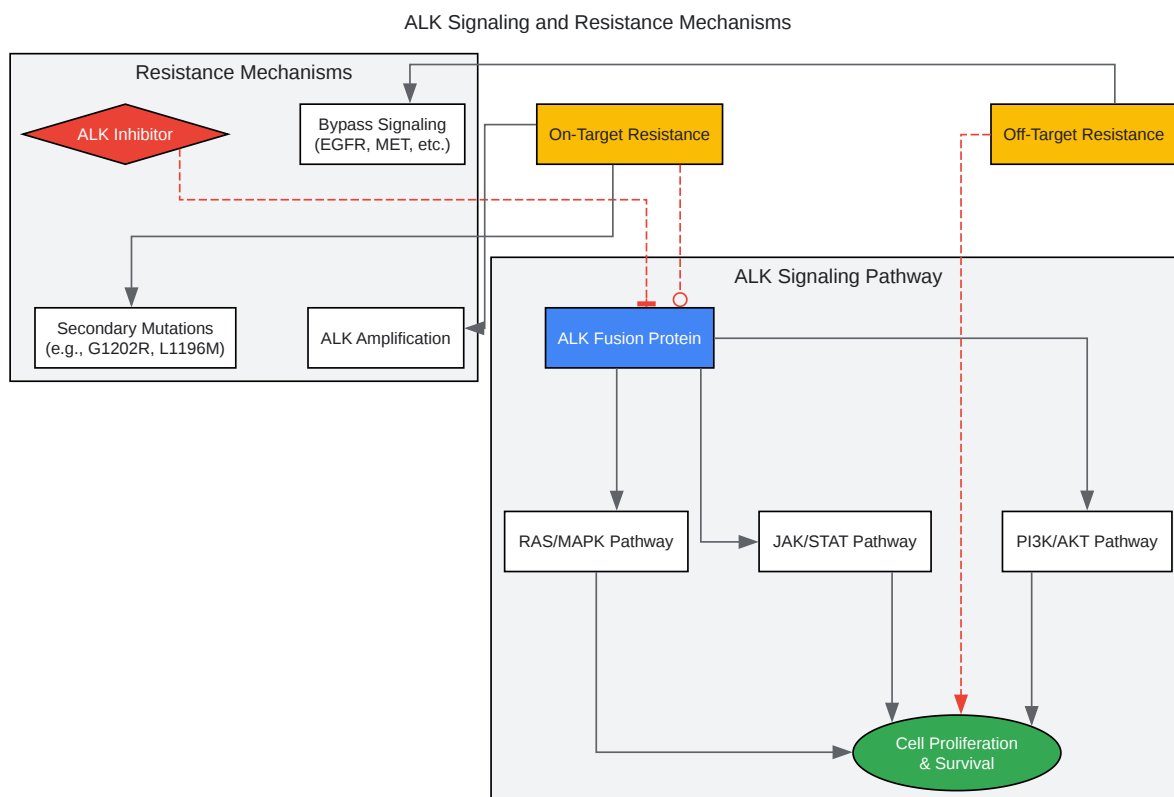 ALK Signaling and Resistance Mechanisms
Resistance Mechanisms
ALK Inhibitor
Bypass Signaling
(EGFR, MET, etc.)
On-Target Resistance
Off-Target Resistance
ALK Signaling Pathway
Secondary Mutations
(e.g., G1202R, L1196M)
ALK Amplification
ALK Fusion Protein
RAS/MAPK Pathway
JAK/STAT Pathway
PI3K/AKT Pathway
Cell Proliferation
& Survival